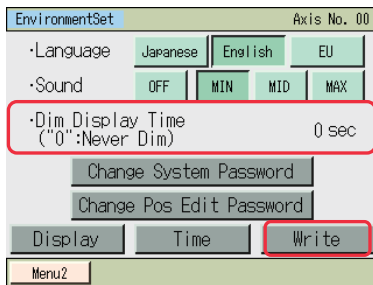 EnvironmentSet Axis No. 00
·Language Japanese English EU
·Sound OFF MIN MID MAX
·Dim Display Time
("0":Never Dim) 0 sec
Change System Password
Change Pos Edit Password
Display Time Write
Menu2